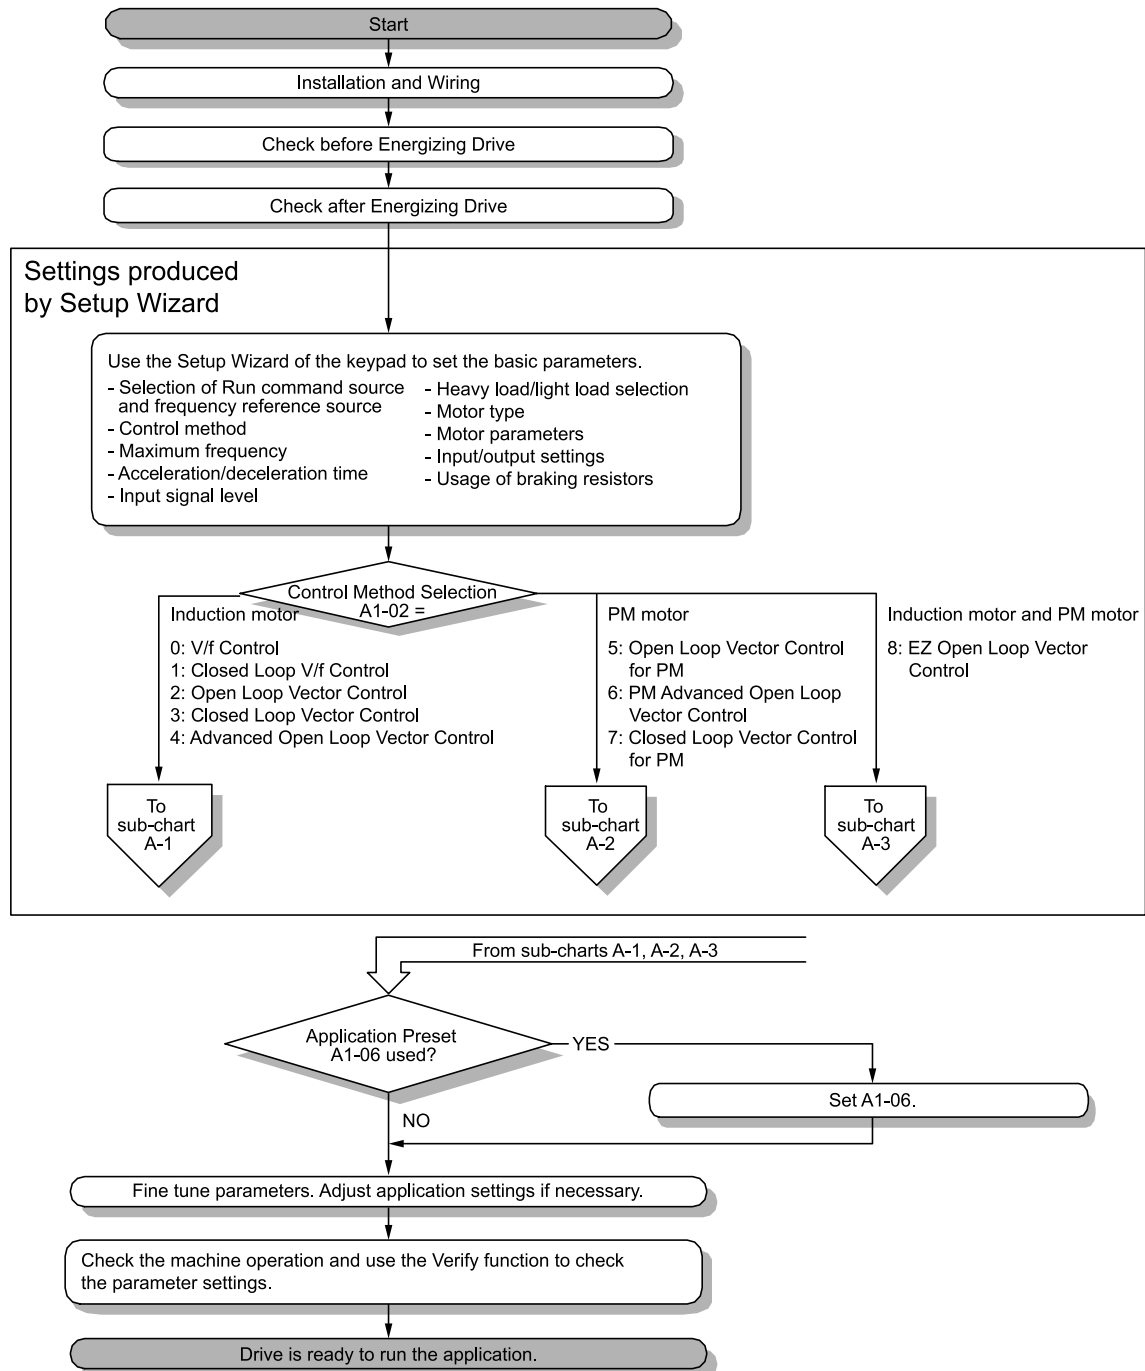 Start
Installation and Wiring
Check before Energizing Drive
Check after Energizing Drive
Settings produced
by Setup Wizard
Use the Setup Wizard of the keypad to set the basic parameters.
- Selection of Run command source
and frequency reference source
- Control method
- Maximum frequency
- Acceleration/deceleration time
- Input signal level
- Heavy load/light load selection
- Motor type
- Motor parameters
- Input/output settings
- Usage of braking resistors
Control Method Selection
A1-02 =
Induction motor
0: V/f Control
1: Closed Loop V/f Control
2: Open Loop Vector Control
3: Closed Loop Vector Control
4: Advanced Open Loop Vector Control
PM motor
5: Open Loop Vector Control
for PM
6: PM Advanced Open Loop
Vector Control
7: Closed Loop Vector Control
for PM
Induction motor and PM motor
8: EZ Open Loop Vector
Control
To
sub-chart
A-1
To
sub-chart
A-2
To
sub-chart
A-3
From sub-charts A-1, A-2, A-3
Application Preset
A1-06 used?
YES
Set A1-06.
NO
Fine tune parameters. Adjust application settings if necessary.
Check the machine operation and use the Verify function to check
the parameter settings.
Drive is ready to run the application.